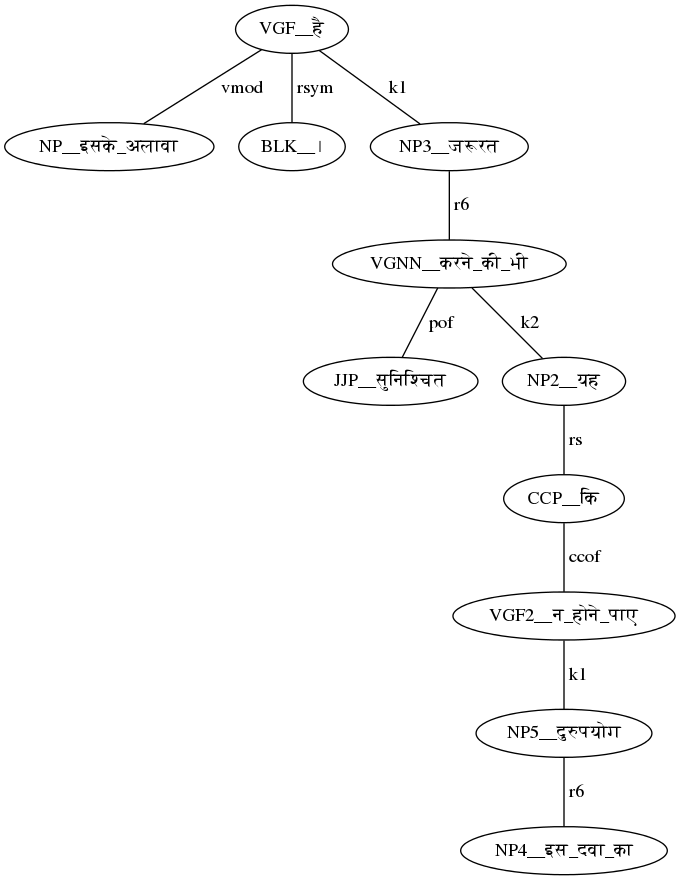 VGF__है
vmod rsym k1
NP__इसके_अलावा BLK__। NP3__जरूरत
r6
VGNN__करने_की_भी
pof k2
JJP__सुनिश्चित NP2__यह
rs
CCP__कि
ccof
VGF2__न_होने_पाए
k1
NP5__दुरुपयोग
r6
NP4__इस_दवा_का